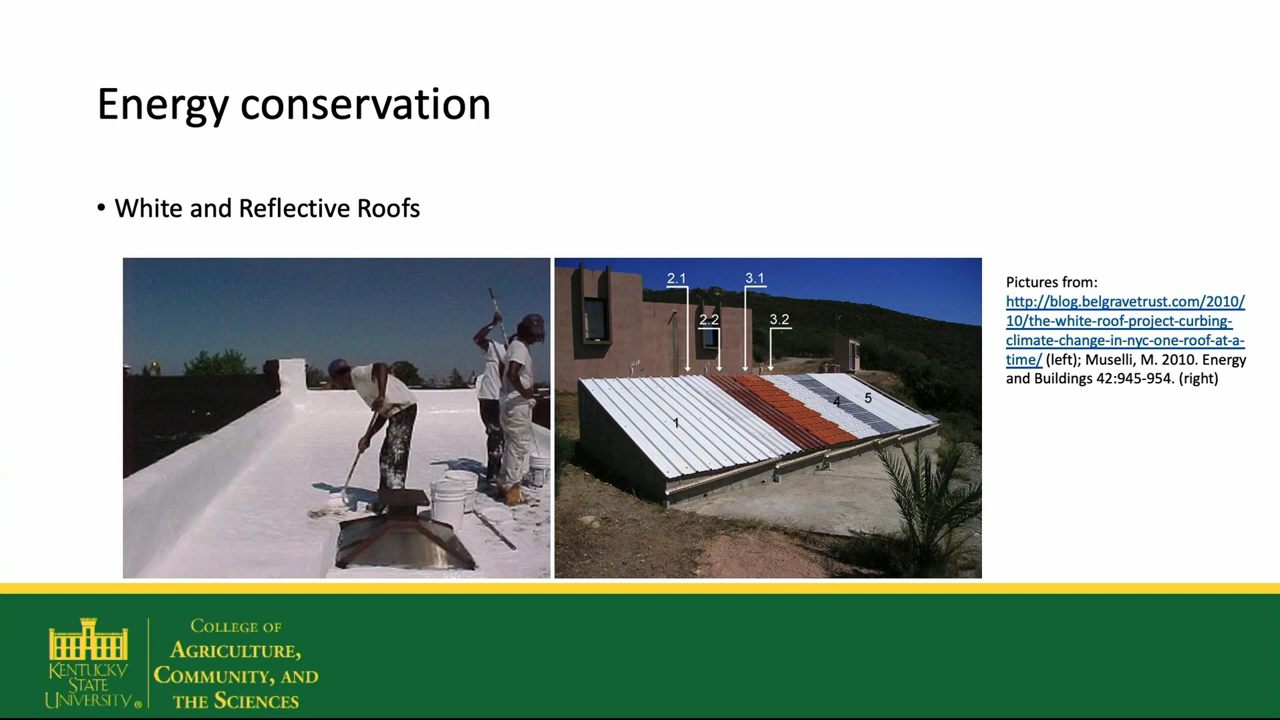 Energy conservation
• White and Reflective Roofs
2.1
3.1
2.2
3.2
1
4
5
Pictures from:
http://blog.belgravetrust.com/2010/
10/the-white-roof-project-curbing-
climate-change-in-nyc-one-roof-at-a-
time/ (left); Muselli, M. 2010. Energy
and Buildings 42:945-954. (right)
KENTUCKY
STATE
UNIVERSITY®
COLLEGE OF
AGRICULTURE,
COMMUNITY, AND
THE SCIENCES